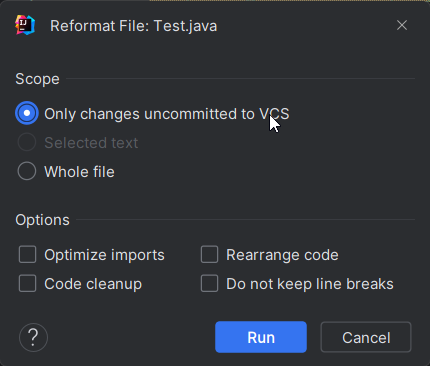 IJ
Reformat File: Test.java
Scope
Only changes uncommitted to VCS
Selected text
Whole file
Options
Optimize imports
Rearrange code
Code cleanup
Do not keep line breaks
?
Run
Cancel